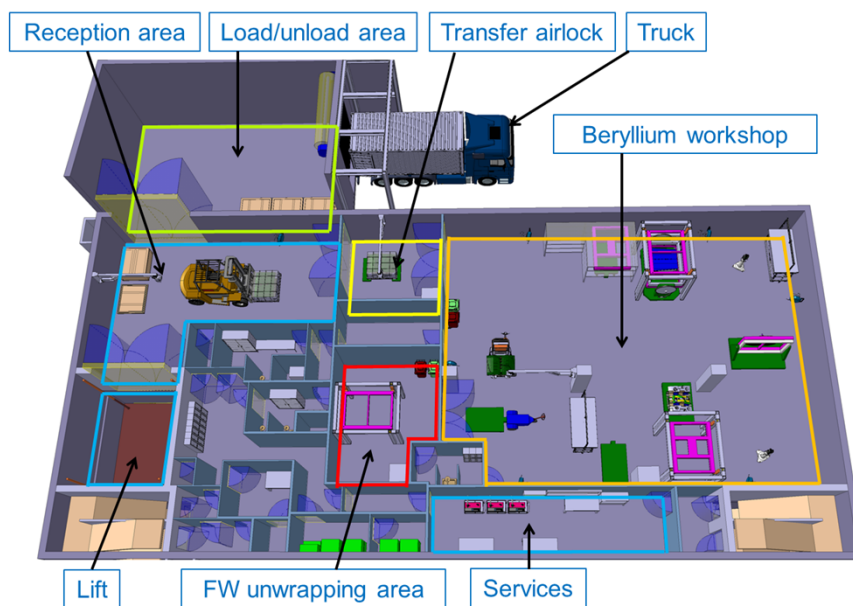 Reception area
Load/unload area
Transfer airlock
Truck
Beryllium workshop
Lift
FW unwrapping area
Services